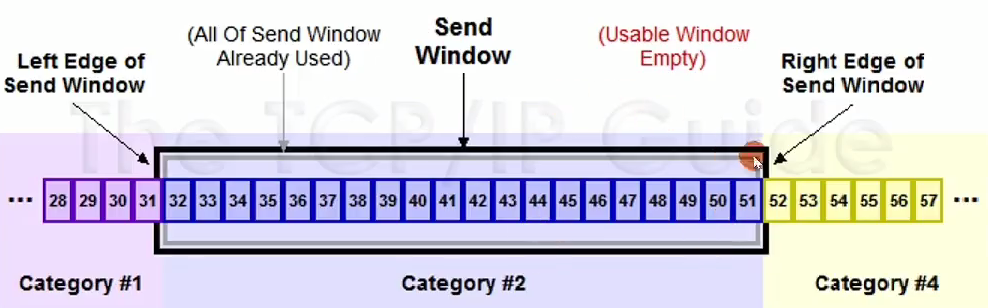 Send
Window
(All Of Send Window
Already Used)
(Usable Window
Empty)
Left Edge of
Send Window
Right Edge of
Send Window
The TCP/IP Guide
... 28 29 30 31 32 33 34 35 36 37 38 39 40 41 42 43 44 45 46 47 48 49 50 51 52 53 54 55 56 57 ...
Category #1
Category #2
Category #4